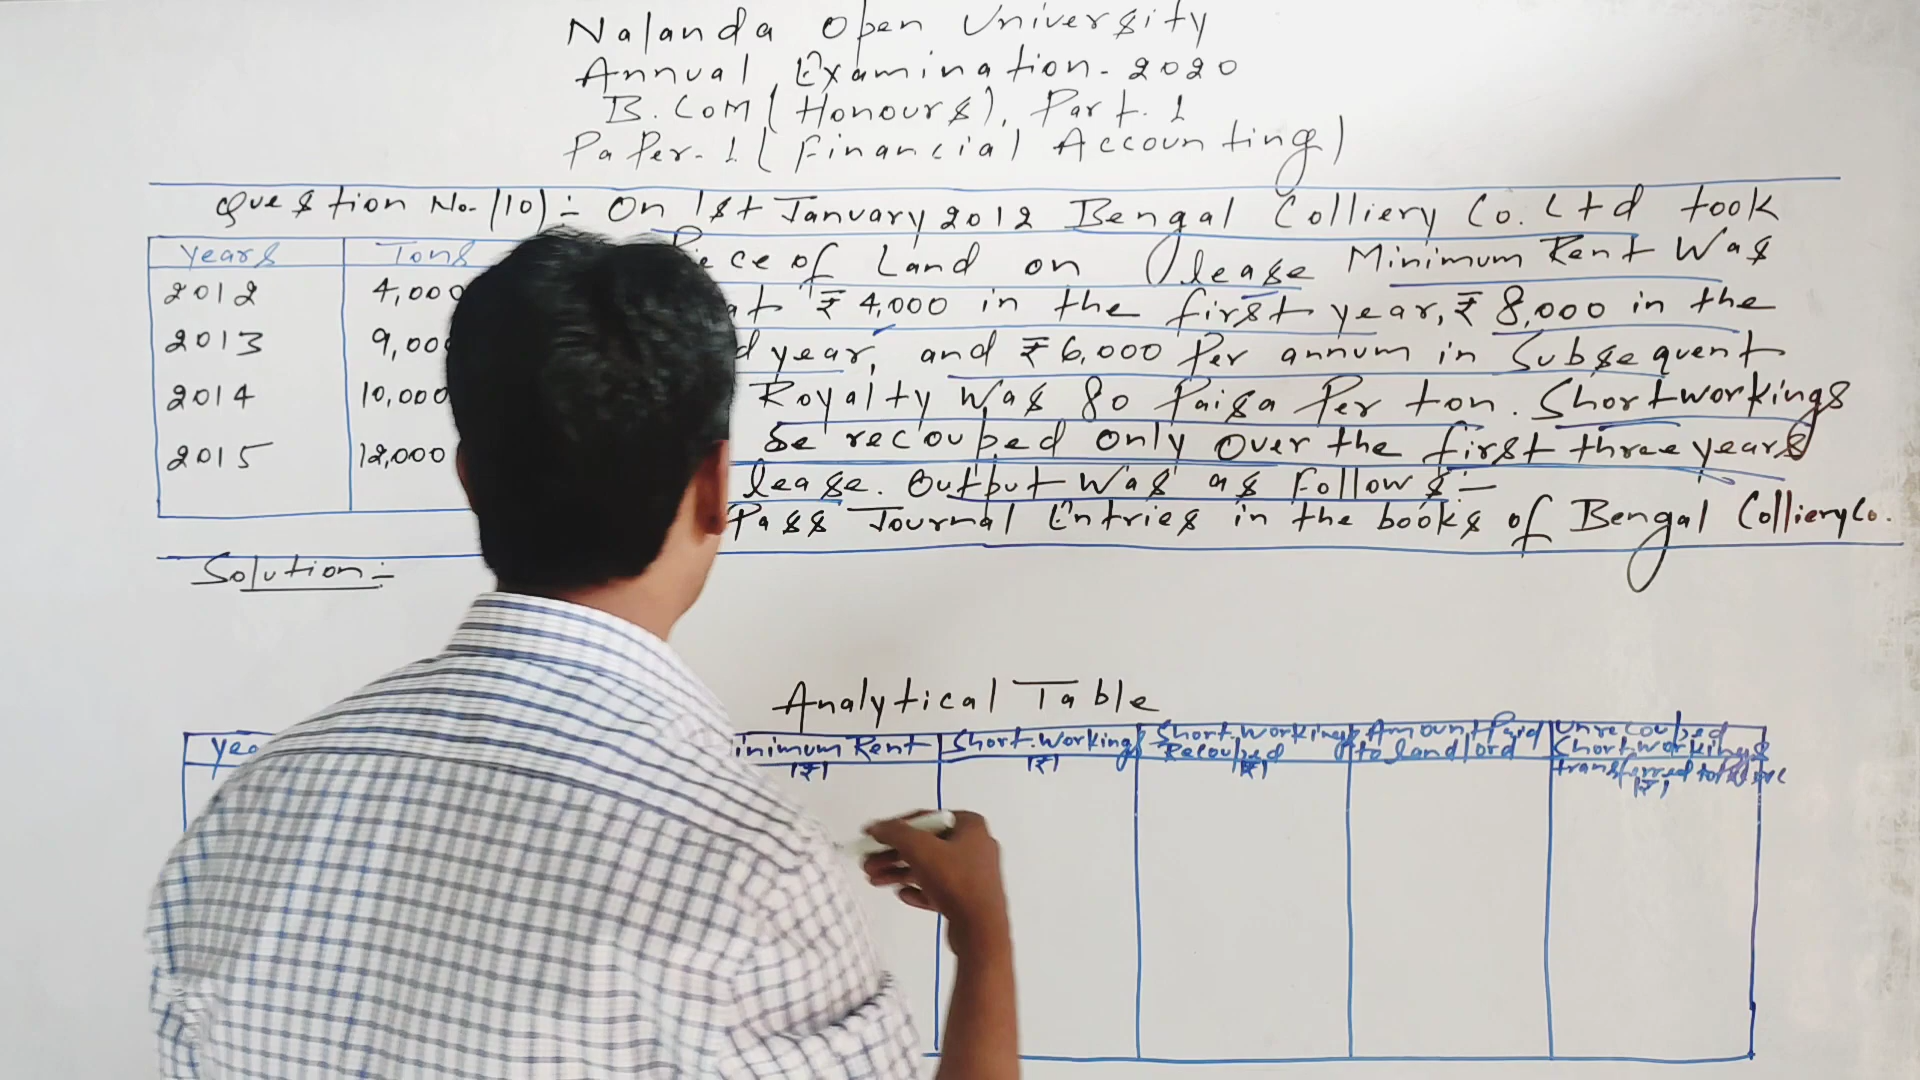 Nalanda Open University
Annual Examination-2020
B.COM (Honours), Part.1
Paper-1 (Financial Accounting)
Question No-(10):- On 1st January 2012 Bengal Colliery Co.Ltd took
Piece of Land on lease Minimum Rent Was
at ₹ 4,000 in the first year, ₹ 8,000 in the
year, and ₹ 6,000 Per annum in Subsequent
Royalty Was 80 Paisa Per ton. Shortworkings
be recouped only over the first three years
lease. Output Was as Follows:-
Pass Journal Entries in the books of Bengal Colliery Co.
Years Tons
2012 4,000
2013 9,000
2014 10,000
2015 12,000
Solution:-
Analytical Table
Minimum Rent (₹)
Short.Workings (₹)
Short.Workings Recouped (₹)
Amount Paid to landlord
Unrecouped Shortworkings transferred to (₹)